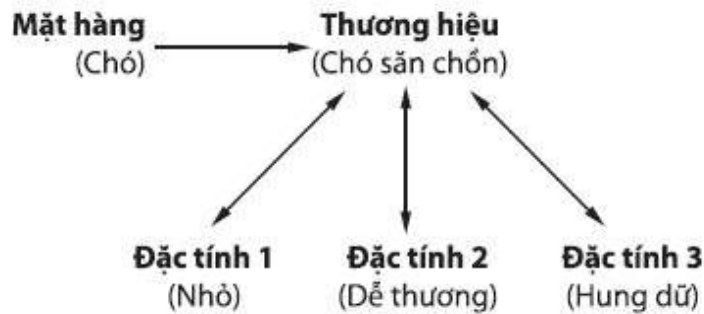 Mặt hàng
(Chó)
Thương hiệu
(Chó săn chồn)
Đặc tính 1
(Nhỏ)
Đặc tính 2
(Dễ thương)
Đặc tính 3
(Hung dữ)